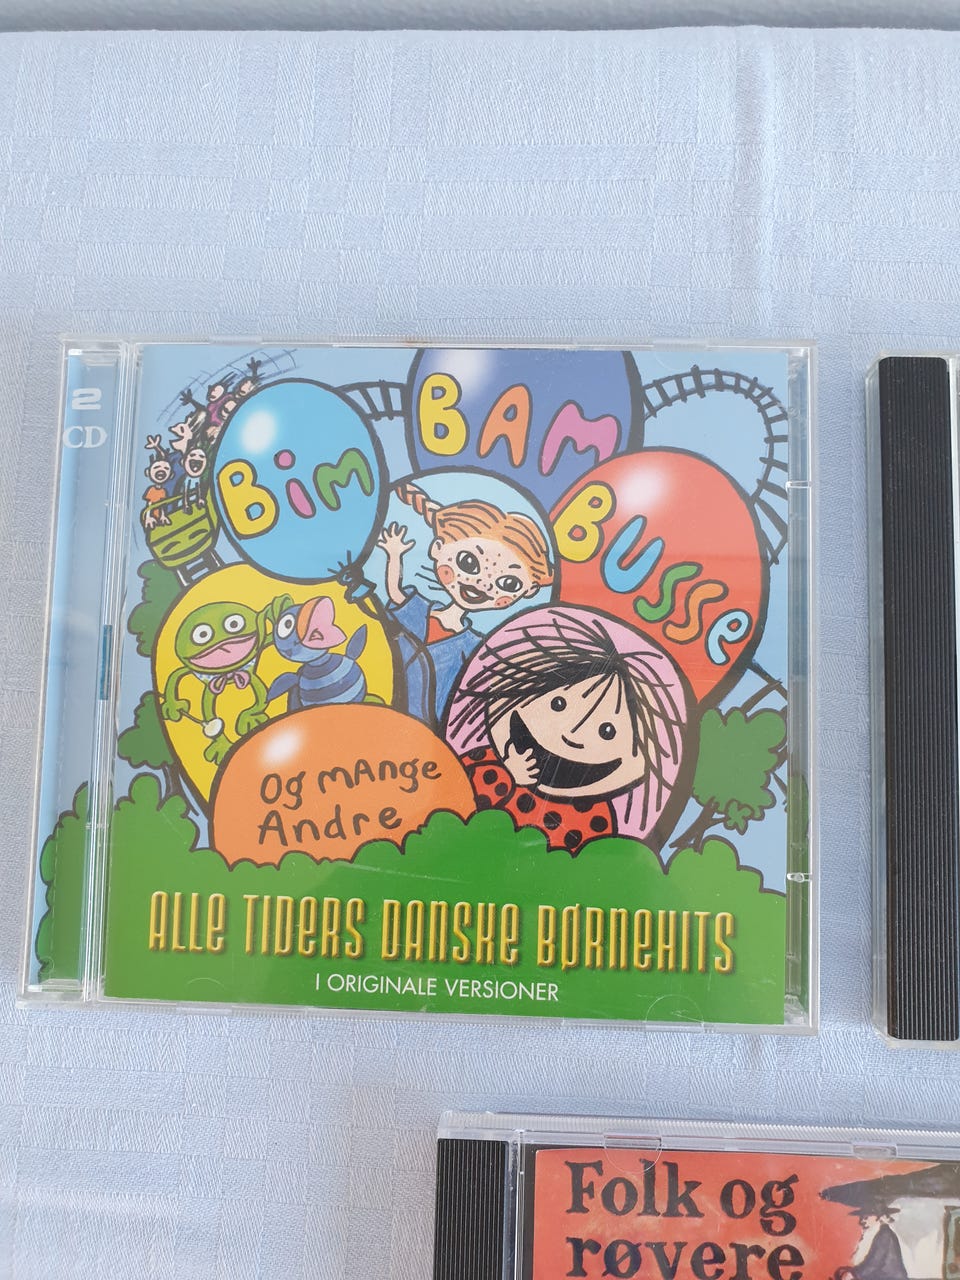 2
CD
BiM
BAM
BUSSe
Og mAnge
Andre
ALLE TIDERS DANSKE BØRNEHITS
I ORIGINALE VERSIONER
Folk og
røvere